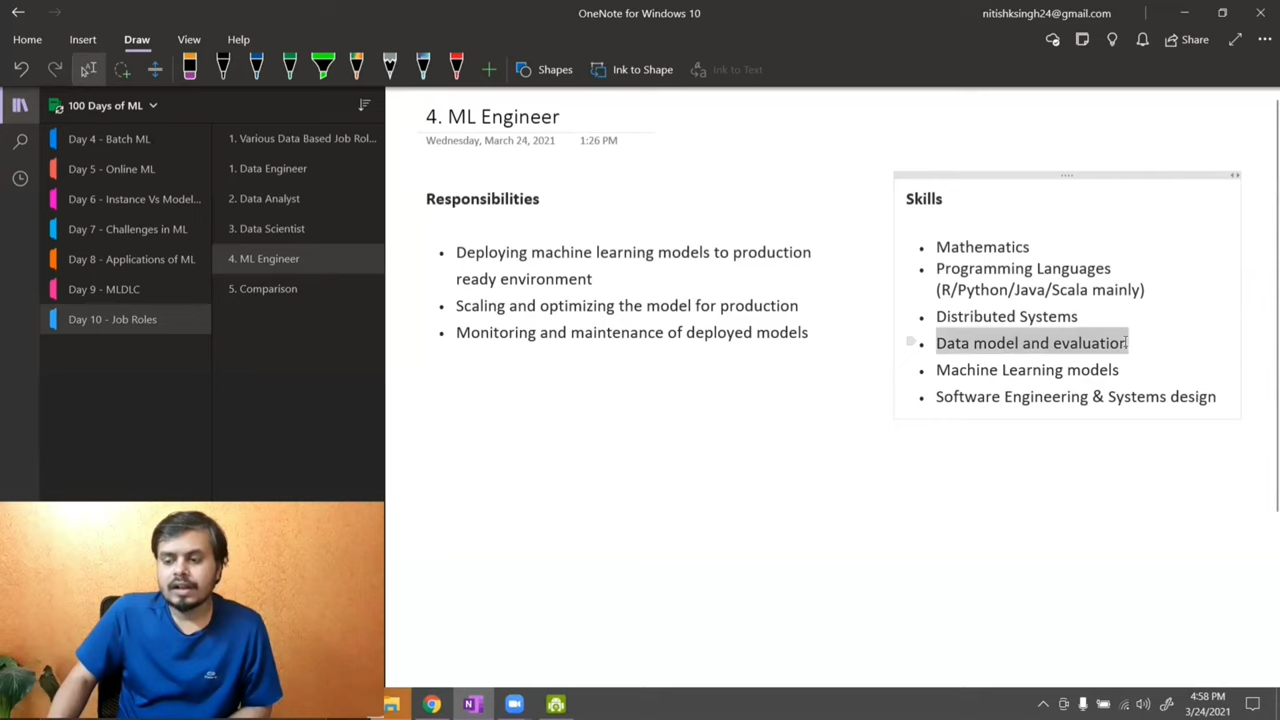 OneNote for Windows 10
nitishksingh24@gmail.com
Home Insert Draw View Help
Share
Shapes
Ink to Shape
Ink to Text
100 Days of ML
Day 4 - Batch ML
Day 5 - Online ML
Day 6 - Instance Vs Model...
Day 7 - Challenges in ML
Day 8 - Applications of ML
Day 9 - MLDLC
Day 10 - Job Roles
1. Various Data Based Job Rol...
1. Data Engineer
2. Data Analyst
3. Data Scientist
4. ML Engineer
5. Comparison
4. ML Engineer
Wednesday, March 24, 2021 1:26 PM
Responsibilities
• Deploying machine learning models to production
ready environment
• Scaling and optimizing the model for production
• Monitoring and maintenance of deployed models
Skills
• Mathematics
• Programming Languages
(R/Python/Java/Scala mainly)
• Distributed Systems
• Data model and evaluation
• Machine Learning models
• Software Engineering & Systems design
4:58 PM
3/24/2021